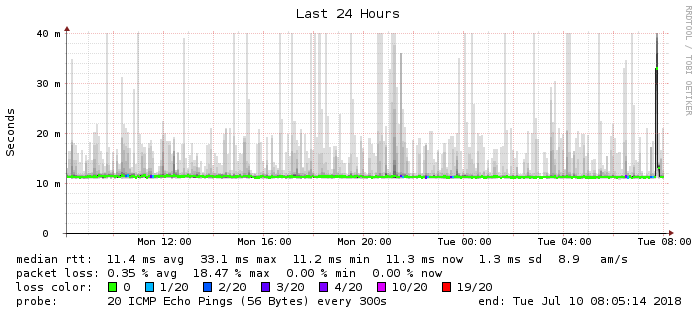 Last 24 Hours
RRDTOOL / TOBI OETIKER
Seconds
40 m
30 m
20 m
10 m
0
Mon 12:00 Mon 16:00 Mon 20:00 Tue 00:00 Tue 04:00 Tue 08:00
median rtt: 11.4 ms avg 33.1 ms max 11.2 ms min 11.3 ms now 1.3 ms sd 8.9 am/s
packet loss: 0.35 % avg 18.47 % max 0.00 % min 0.00 % now
loss color: 0 1/20 2/20 3/20 4/20 10/20 19/20
probe: 20 ICMP Echo Pings (56 Bytes) every 300s end: Tue Jul 10 08:05:14 2018